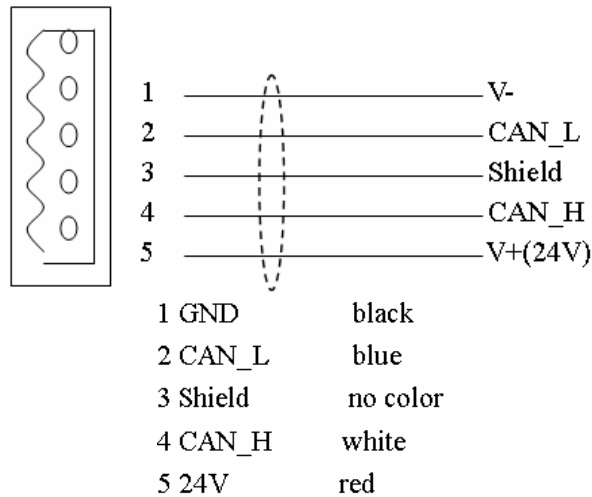 1 V-
2 CAN_L
3 Shield
4 CAN_H
5 V+(24V)
1 GND black
2 CAN_L blue
3 Shield no color
4 CAN_H white
5 24V red